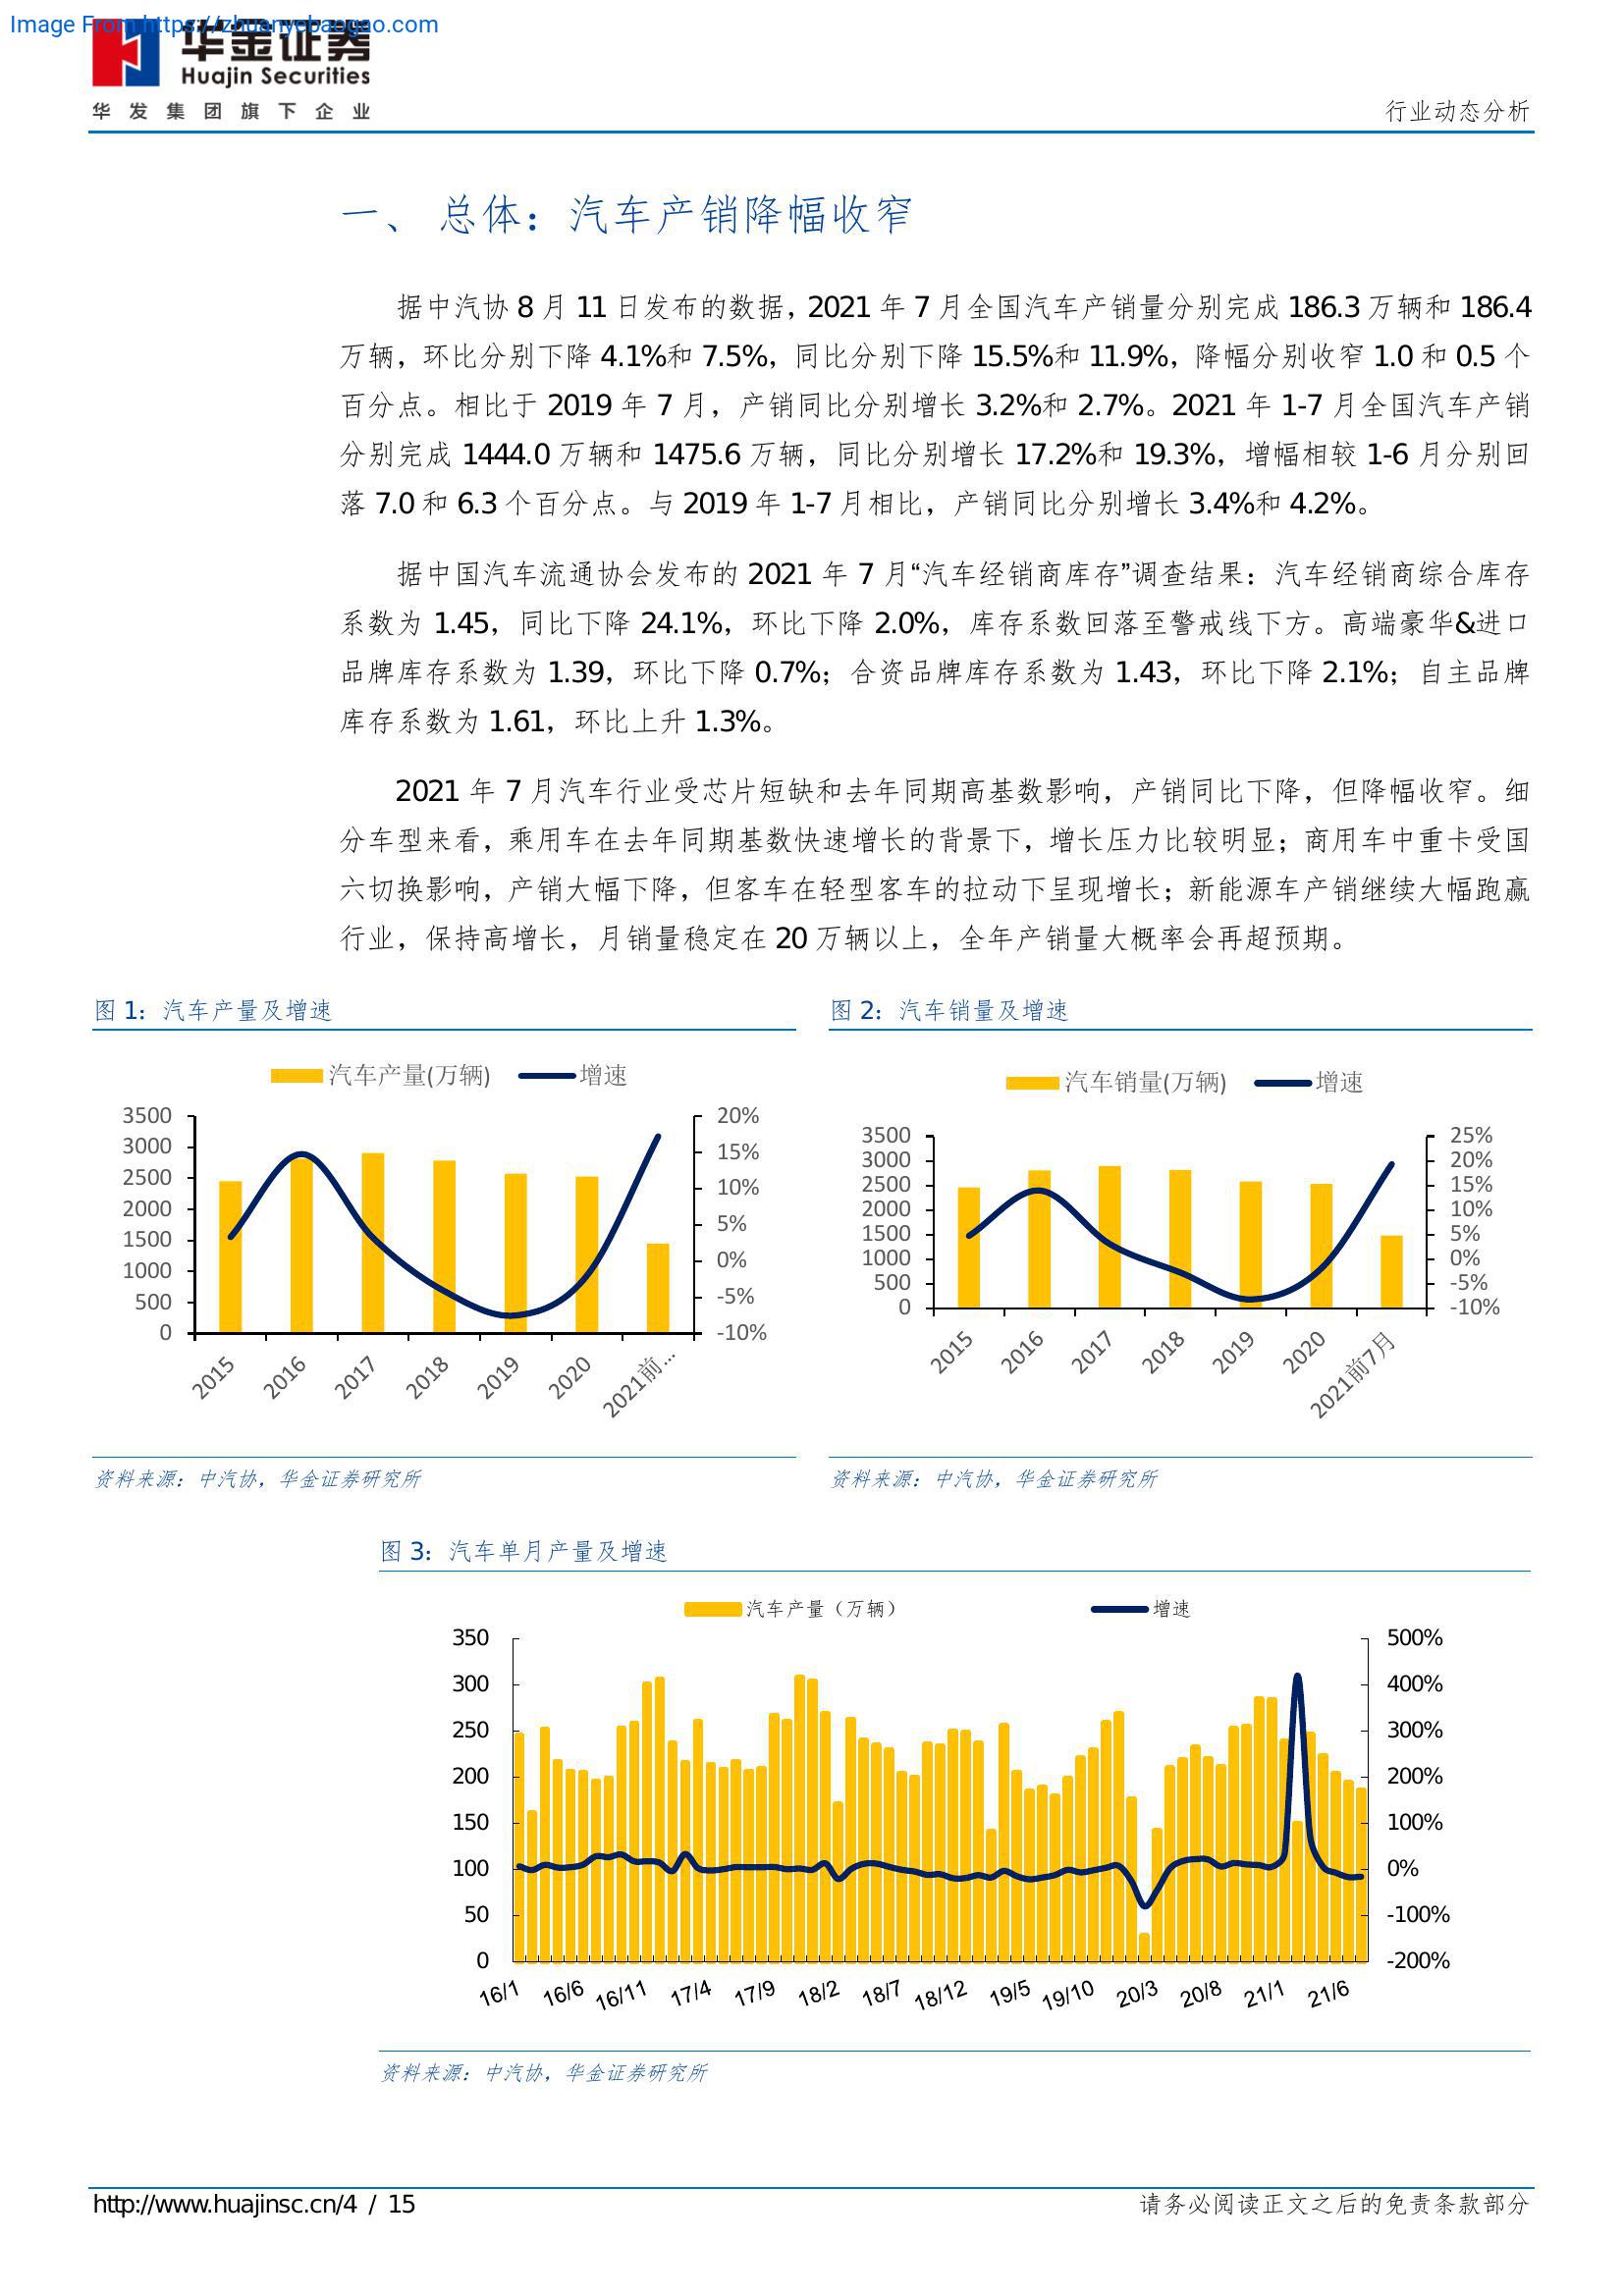 Image From https://zhuanyebaogao.com
华金证券
Huajin Securities
华发集团旗下企业
行业动态分析
一、 总体：汽车产销降幅收窄
据中汽协 8 月 11 日发布的数据，2021 年 7 月全国汽车产销量分别完成 186.3 万辆和 186.4
万辆，环比分别下降 4.1%和 7.5%，同比分别下降 15.5%和 11.9%，降幅分别收窄 1.0 和 0.5 个
百分点。相比于 2019 年 7 月，产销同比分别增长 3.2%和 2.7%。2021 年 1-7 月全国汽车产销
分别完成 1444.0 万辆和 1475.6 万辆，同比分别增长 17.2%和 19.3%，增幅相较 1-6 月分别回
落 7.0 和 6.3 个百分点。与 2019 年 1-7 月相比，产销同比分别增长 3.4%和 4.2%。
据中国汽车流通协会发布的 2021 年 7 月“汽车经销商库存”调查结果：汽车经销商综合库存
系数为 1.45，同比下降 24.1%，环比下降 2.0%，库存系数回落至警戒线下方。高端豪华&进口
品牌库存系数为 1.39，环比下降 0.7%；合资品牌库存系数为 1.43，环比下降 2.1%；自主品牌
库存系数为 1.61，环比上升 1.3%。
2021 年 7 月汽车行业受芯片短缺和去年同期高基数影响，产销同比下降，但降幅收窄。细
分车型来看，乘用车在去年同期基数快速增长的背景下，增长压力比较明显；商用车中重卡受国
六切换影响，产销大幅下降，但客车在轻型客车的拉动下呈现增长；新能源车产销继续大幅跑赢
行业，保持高增长，月销量稳定在 20 万辆以上，全年产销量大概率会再超预期。
图 1：汽车产量及增速
汽车产量(万辆) 增速
3500
3000
2500
2000
1500
1000
500
0
20%
15%
10%
5%
0%
-5%
-10%
2015 2016 2017 2018 2019 2020 2021前...
资料来源：中汽协，华金证券研究所
图 2：汽车销量及增速
汽车销量(万辆) 增速
3500
3000
2500
2000
1500
1000
500
0
25%
20%
15%
10%
5%
0%
-5%
-10%
2015 2016 2017 2018 2019 2020 2021前7月
资料来源：中汽协，华金证券研究所
图 3：汽车单月产量及增速
汽车产量（万辆） 增速
350
300
250
200
150
100
50
0
500%
400%
300%
200%
100%
0%
-100%
-200%
16/1 16/6 16/11 17/4 17/9 18/2 18/7 18/12 19/5 19/10 20/3 20/8 21/1 21/6
资料来源：中汽协，华金证券研究所
http://www.huajinsc.cn/4 / 15
请务必阅读正文之后的免责条款部分